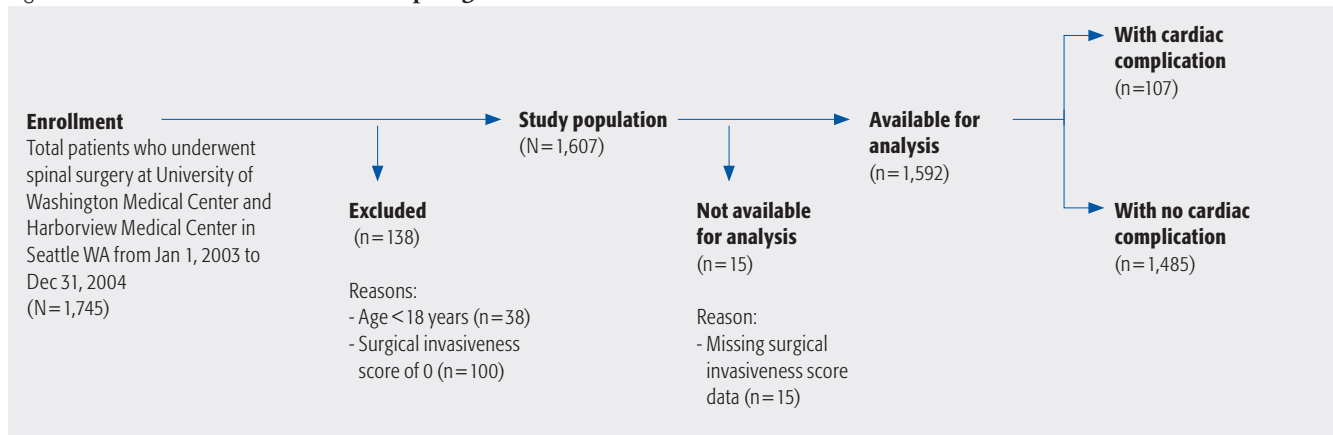 Enrollment
Total patients who underwent
spinal surgery at University of
Washington Medical Center and
Harborview Medical Center in
Seattle WA from Jan 1, 2003 to
Dec 31, 2004
(N=1,745)
Excluded
(n=138)
Reasons:
- Age <18 years (n=38)
- Surgical invasiveness
score of 0 (n=100)
Study population
(N=1,607)
Not available
for analysis
(n=15)
Reason:
- Missing surgical
invasiveness score
data (n=15)
Available for
analysis
(n=1,592)
With cardiac
complication
(n=107)
With no cardiac
complication
(n=1,485)